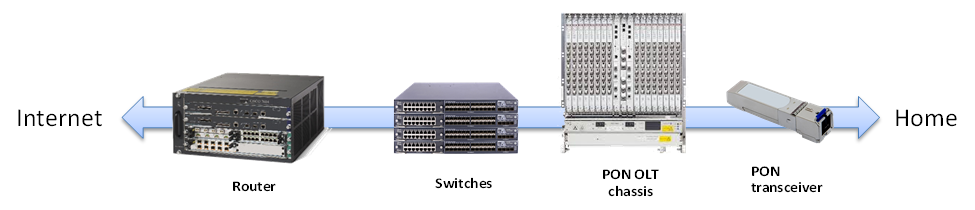 Internet
Router
Switches
PON OLT
chassis
PON
transceiver
Home